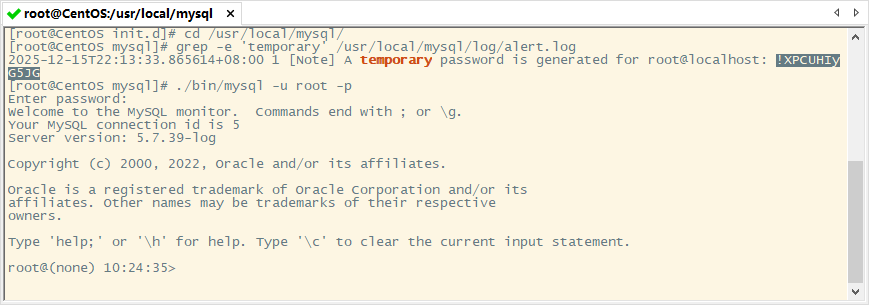 root@CentOS:/usr/local/mysql
[root@CentOS init.d]# cd /usr/local/mysql/
[root@CentOS mysql]# grep -e 'temporary' /usr/local/mysql/log/alert.log
2025-12-15T22:13:33.865614+08:00 1 [Note] A temporary password is generated for root@localhost: !XPCUHIy
G5JG
[root@CentOS mysql]# ./bin/mysql -u root -p
Enter password:
Welcome to the MySQL monitor.  Commands end with ; or \g.
Your MySQL connection id is 5
Server version: 5.7.39-log
Copyright (c) 2000, 2022, Oracle and/or its affiliates.
Oracle is a registered trademark of Oracle Corporation and/or its
affiliates. Other names may be trademarks of their respective
owners.
Type 'help;' or '\h' for help. Type '\c' to clear the current input statement.
root@(none) 10:24:35>